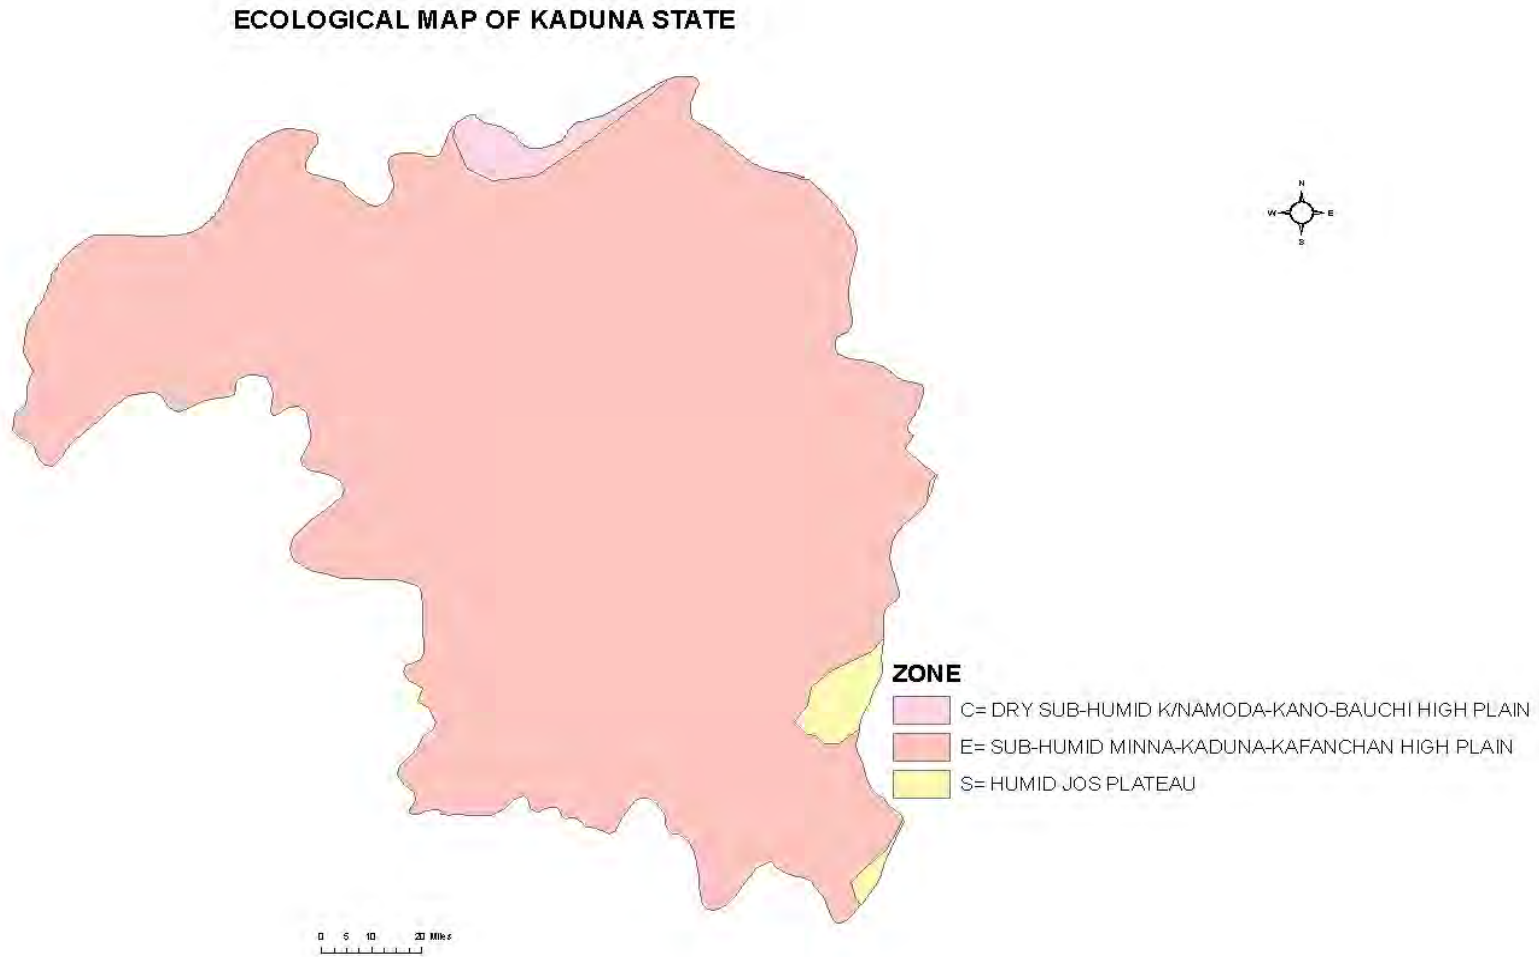 ECOLOGICAL MAP OF KADUNA STATE
N
W E
S
ZONE
C= DRY SUB-HUMID K/NAMODA-KANO-BAUCHI HIGH PLAIN
E= SUB-HUMID MINNA-KADUNA-KAFANCHAN HIGH PLAIN
S= HUMID JOS PLATEAU
0 5 10 20 Miles